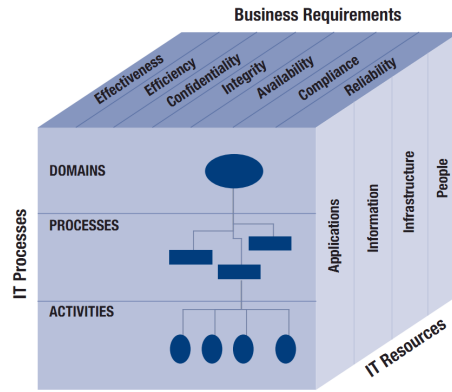 Business Requirements
Effectiveness
Efficiency
Confidentiality
Integrity
Availability
Compliance
Reliability
IT Processes
DOMAINS
PROCESSES
ACTIVITIES
Applications
Information
Infrastructure
People
IT Resources